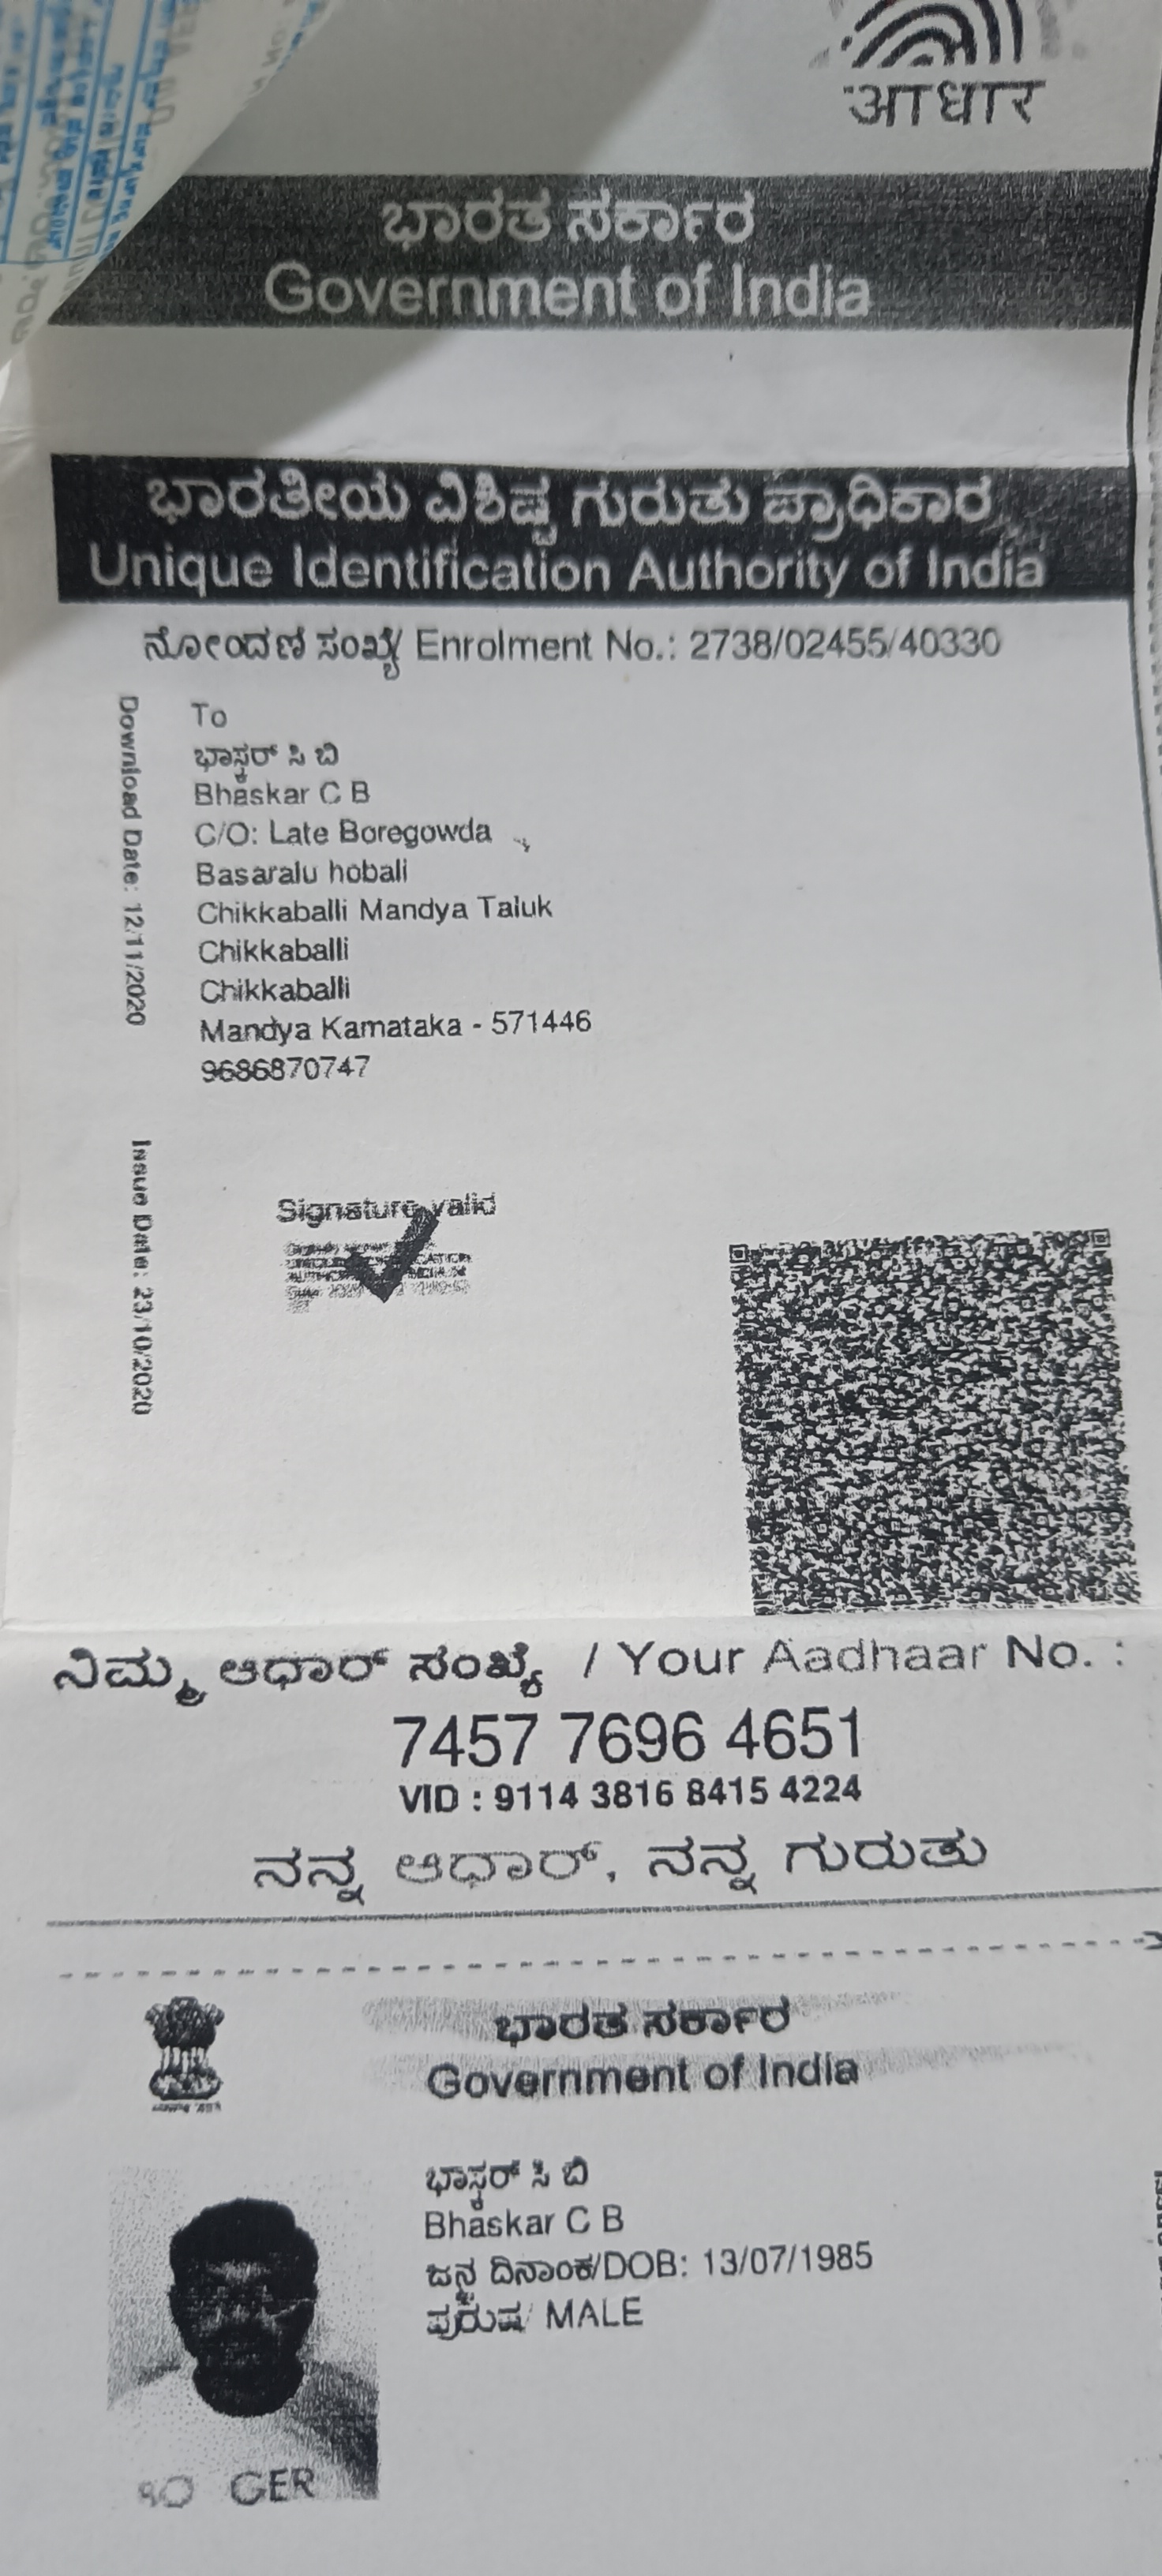 आधार
ಭಾರತ ಸರ್ಕಾರ
Government of India
ಭಾರತೀಯ ವಿಶಿಷ್ಟ ಗುರುತು ಪ್ರಾಧಿಕಾರ
Unique Identification Authority of India
ನೋಂದಣಿ ಸಂಖ್ಯೆ/ Enrolment No.: 2738/02455/40330
Download Date: 12/11/2020
To
ಭಾಸ್ಕರ್ ಸಿ ಬಿ
Bhaskar C B
C/O: Late Boregowda
Basaralu hobali
Chikkaballi Mandya Taluk
Chikkaballi
Chikkaballi
Mandya Karnataka - 571446
9686870747
Issue Date: 23/10/2020
Signature valid
ನಿಮ್ಮ ಆಧಾರ್ ಸಂಖ್ಯೆ / Your Aadhaar No. :
7457 7696 4651
VID : 9114 3816 8415 4224
ನನ್ನ ಆಧಾರ್, ನನ್ನ ಗುರುತು
ಭಾರತ ಸರ್ಕಾರ
Government of India
ಭಾಸ್ಕರ್ ಸಿ ಬಿ
Bhaskar C B
ಜನ್ಮ ದಿನಾಂಕ/DOB: 13/07/1985
ಪುರುಷ/ MALE
GER